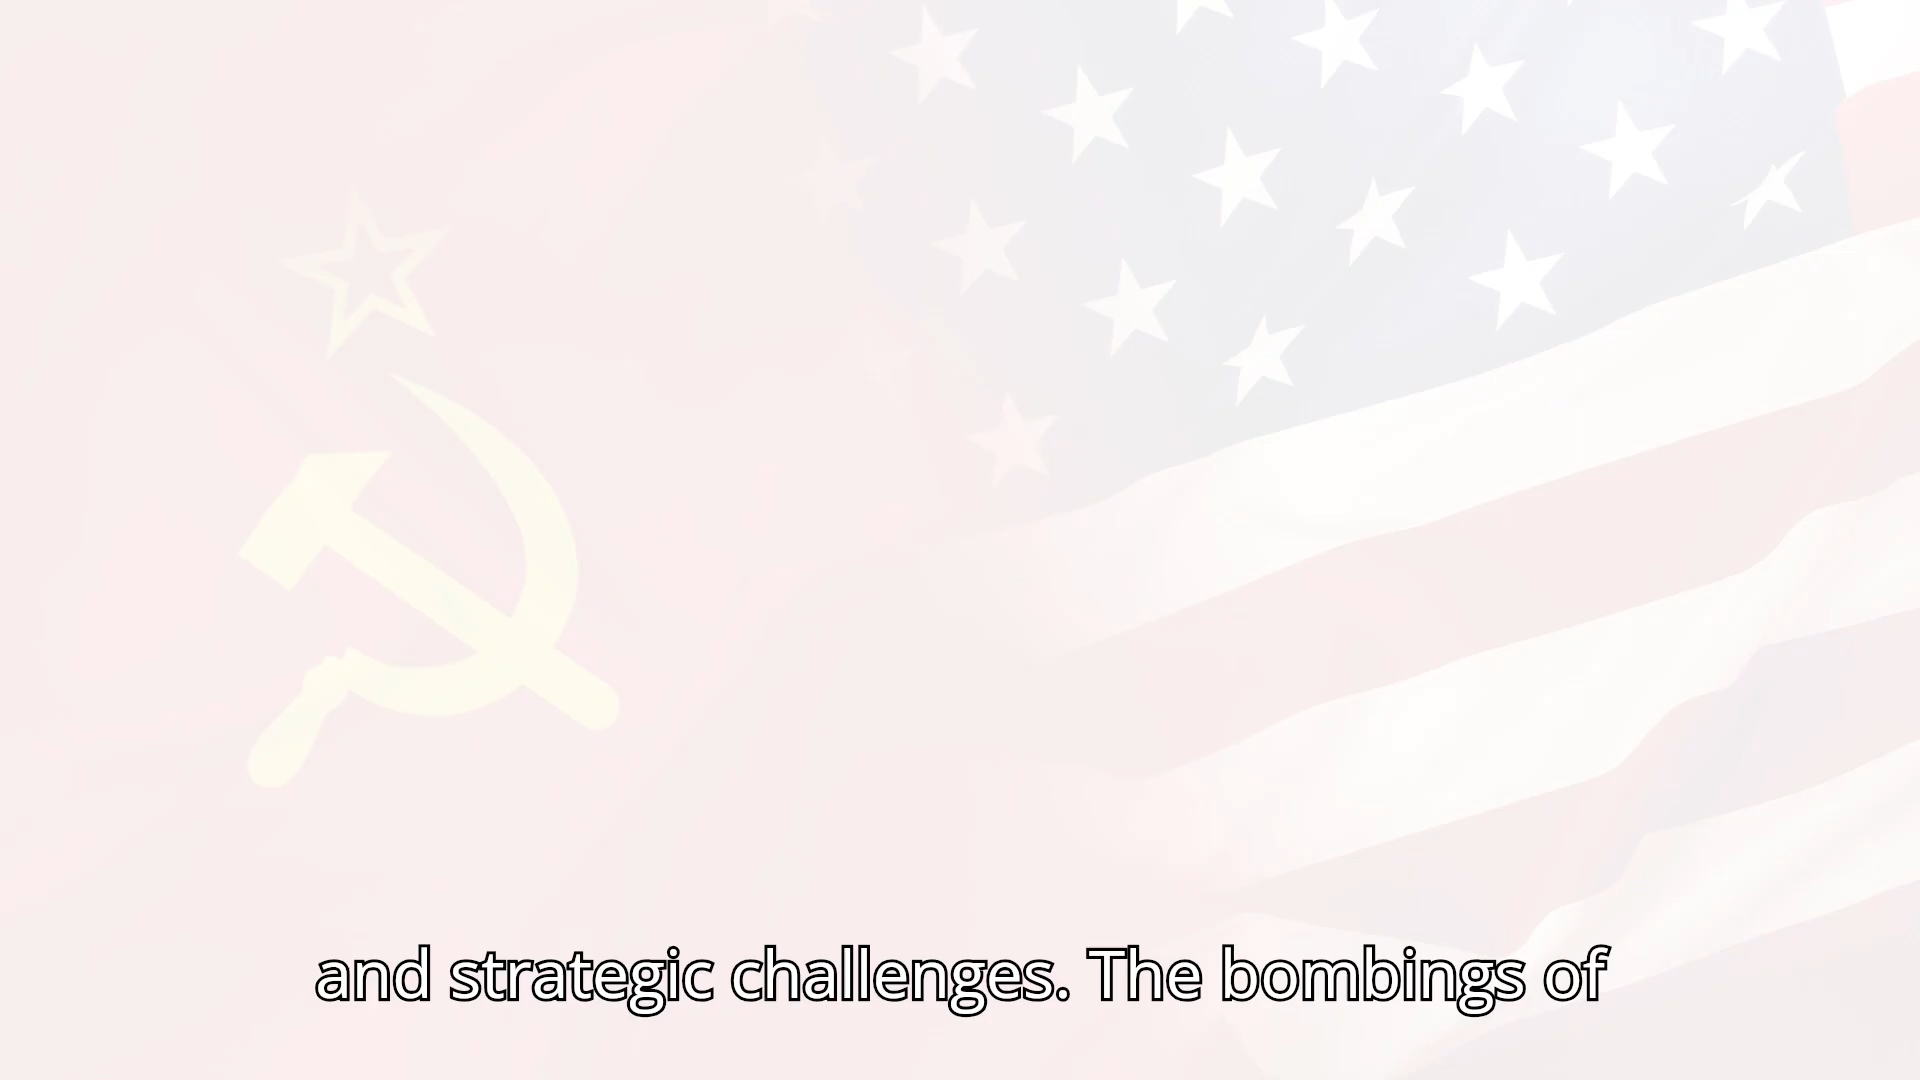 and strategic challenges. The bombings of